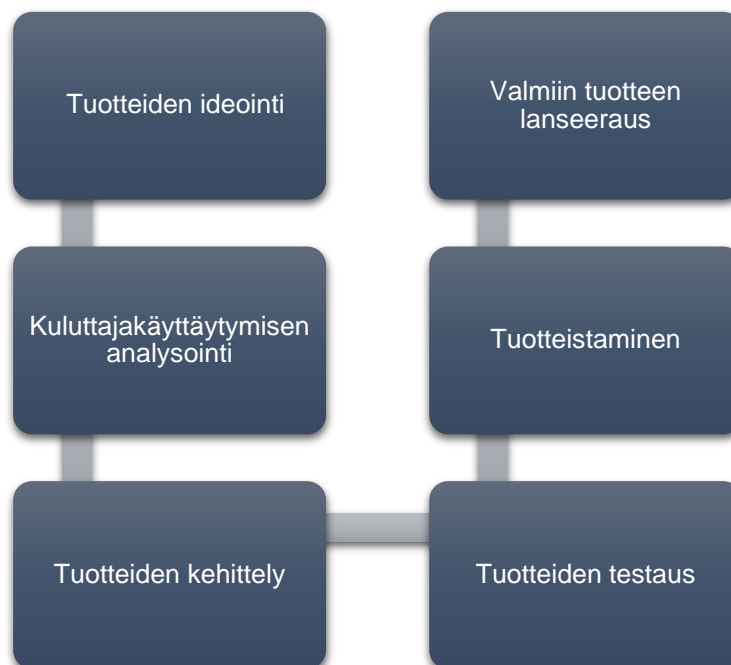 Tuotteiden ideointi
Kuluttajakäyttäytymisen
analysointi
Tuotteiden kehittely
Tuotteiden testaus
Tuotteistaminen
Valmiin tuotteen
lanseeraus